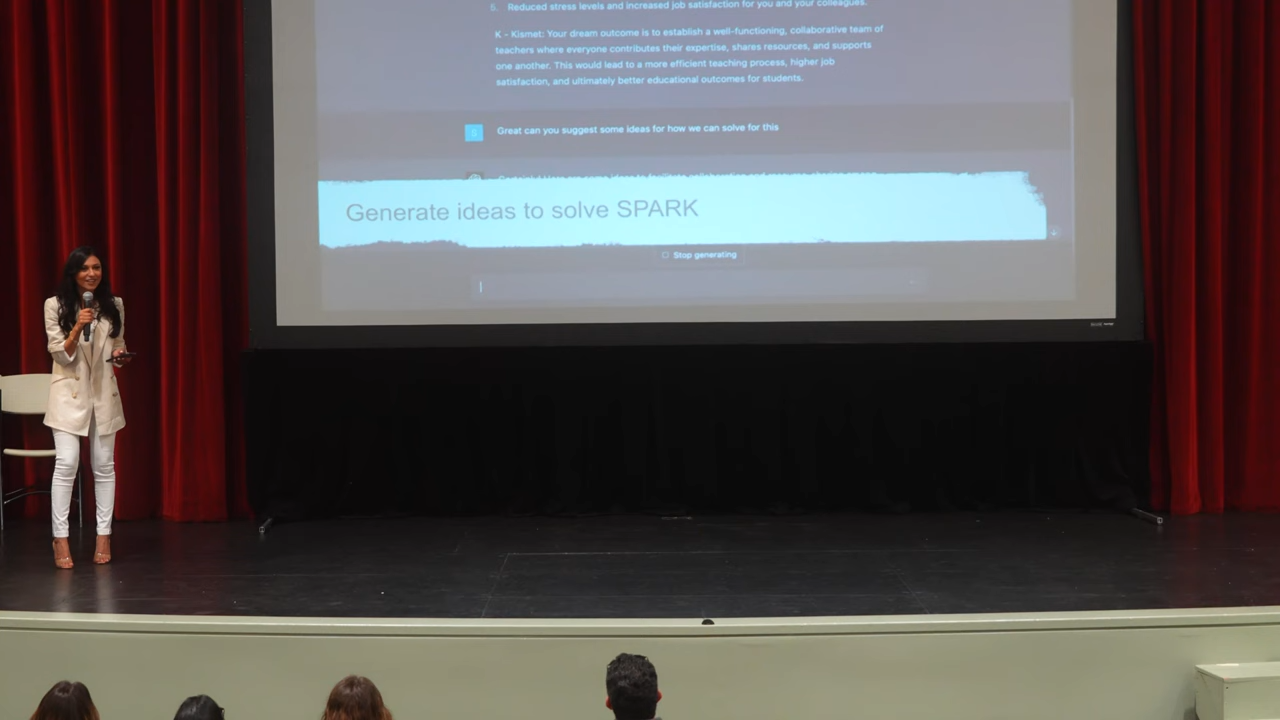 5. Reduced stress levels and increased job satisfaction for you and your colleagues.
K - Kismet: Your dream outcome is to establish a well-functioning, collaborative team of
teachers where everyone contributes their expertise, shares resources, and supports
one another. This would lead to a more efficient teaching process, higher job
satisfaction, and ultimately better educational outcomes for students.
Great can you suggest some ideas for how we can solve for this
Generate ideas to solve SPARK
Stop generating